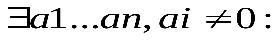 ∃a1...an, ai ≠0 :